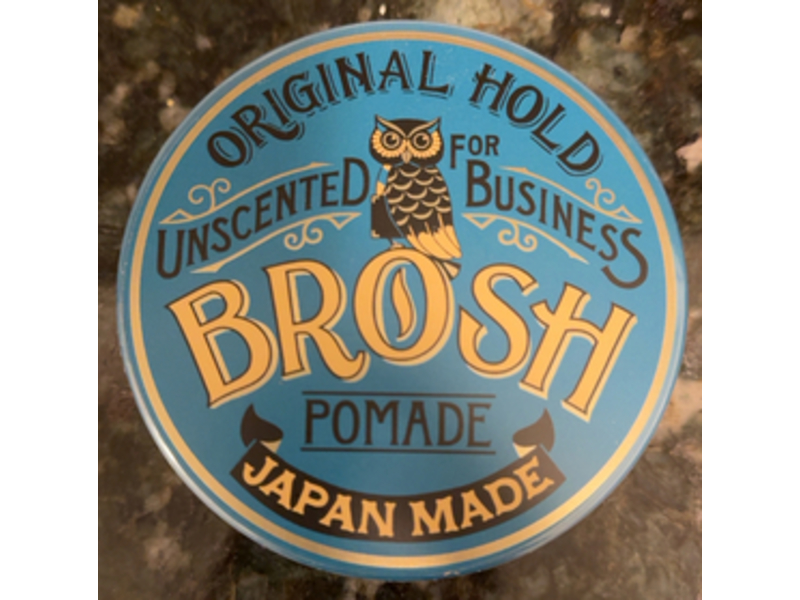 ORIGINAL HOLD
UNSCENTED FOR BUSINESS
BROSH
POMADE
JAPAN MADE